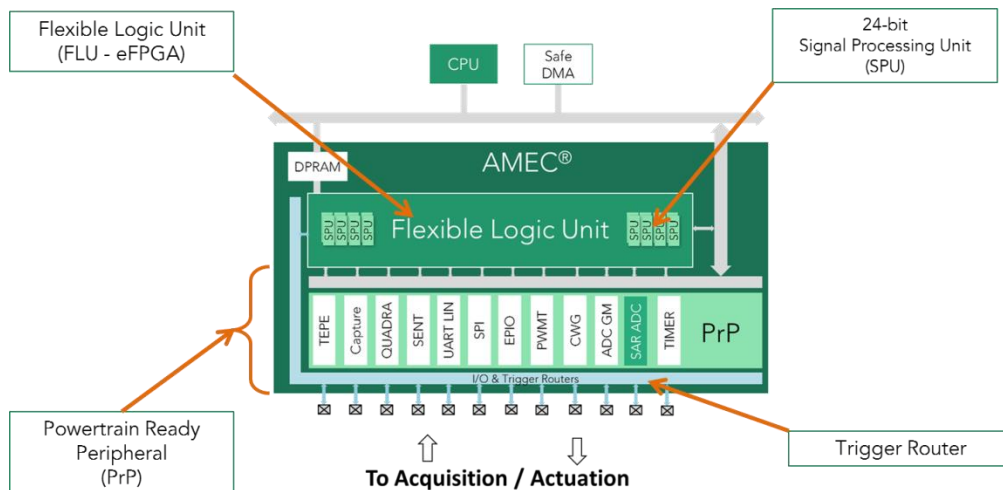 Flexible Logic Unit
(FLU - eFPGA)
24-bit
Signal Processing Unit
(SPU)
CPU
Safe
DMA
DPRAM
AMEC®
SPU
SPU
SPU
SPU
Flexible Logic Unit
SPU
SPU
SPU
SPU
TEPE
Capture
QUADRA
SENT
UART LIN
SPI
EPIO
PWMT
CWG
ADC GM
SAR ADC
TIMER
PrP
I/O & Trigger Routers
Powertrain Ready
Peripheral
(PrP)
Trigger Router
To Acquisition / Actuation